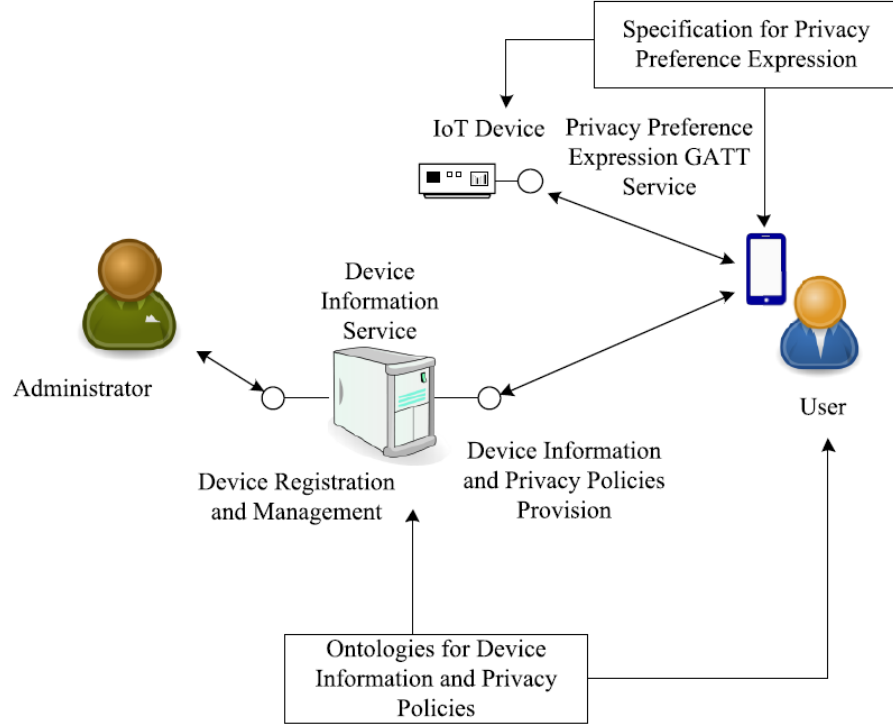 Specification for Privacy
Preference Expression
IoT Device
Privacy Preference
Expression GATT
Service
Device
Information
Service
Administrator
User
Device Registration
and Management
Device Information
and Privacy Policies
Provision
Ontologies for Device
Information and Privacy
Policies